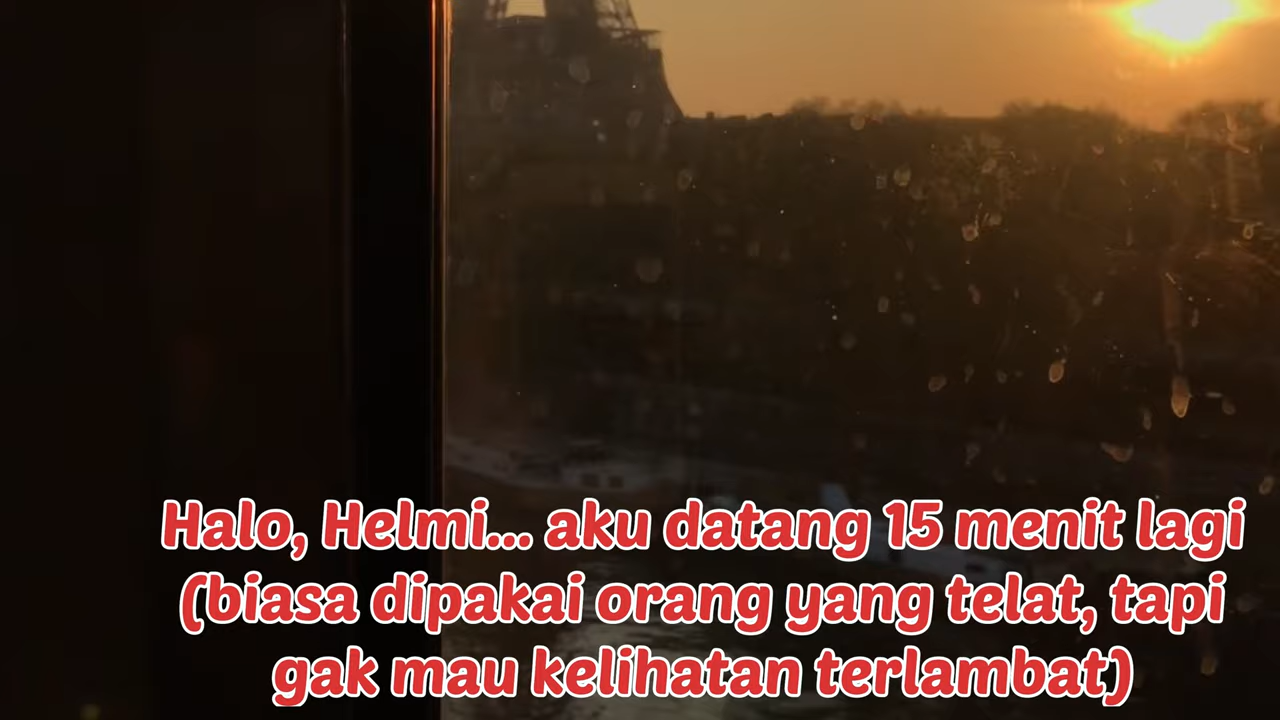 Halo, Helmi... aku datang 15 menit lagi
(biasa dipakai orang yang telat, tapi
gak mau kelihatan terlambat)